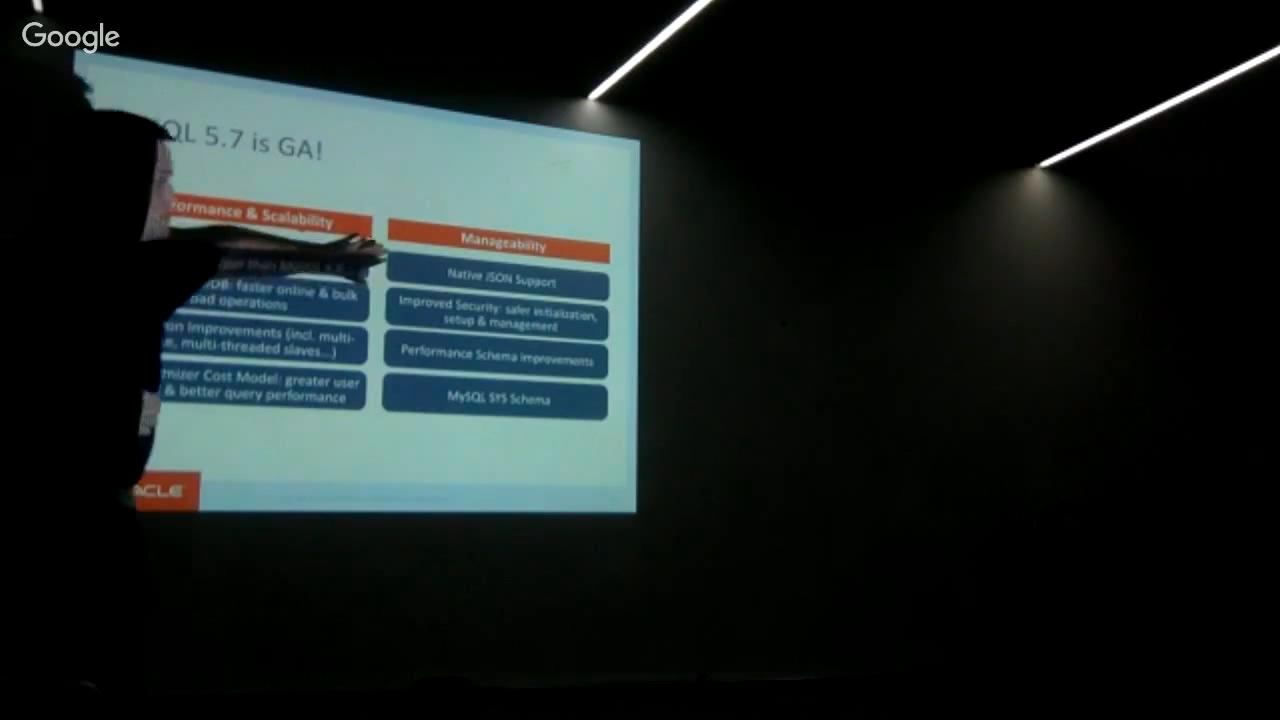 Google
QL 5.7 is GA!
formance & Scalability
DB: faster online & bulk
oad operations
on Improvements (incl. multi-
e, multi-threaded slaves...)
mizer Cost Model: greater user
& better query performance
Manageability
Native JSON Support
Improved Security: safer initialization,
setup & management
Performance Schema improvements
MySQL SYS Schema
ACLE